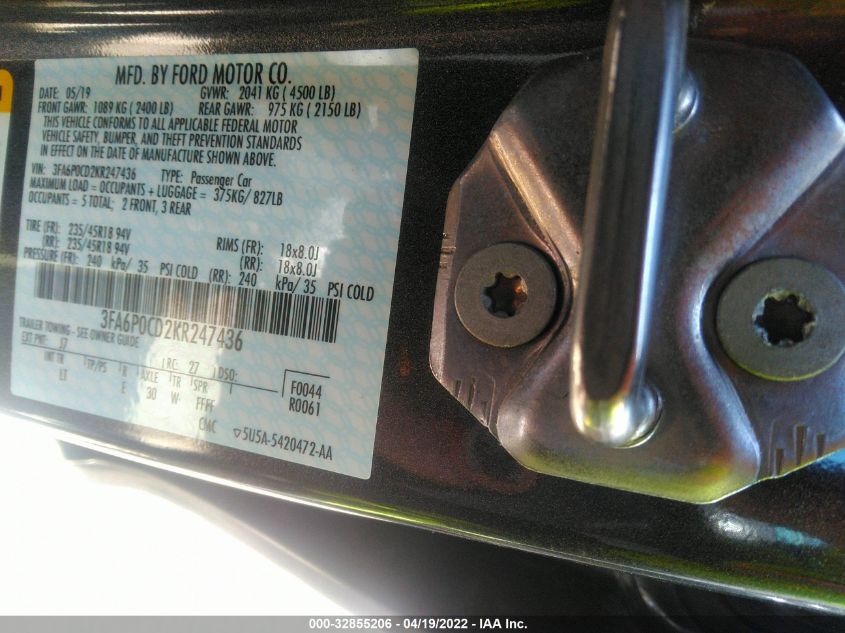 MFD. BY FORD MOTOR CO.
DATE: 05/19 GVWR: 2041 KG ( 4500 LB)
FRONT GAWR: 1089 KG ( 2400 LB) REAR GAWR: 975 KG ( 2150 LB)
THIS VEHICLE CONFORMS TO ALL APPLICABLE FEDERAL MOTOR
VEHICLE SAFETY, BUMPER, AND THEFT PREVENTION STANDARDS
IN EFFECT ON THE DATE OF MANUFACTURE SHOWN ABOVE.
VIN: 3FA6P0CD2KR247436 TYPE: Passenger Car
MAXIMUM LOAD = OCCUPANTS + LUGGAGE = 375KG/ 827LB
OCCUPANTS = 5 TOTAL; 2 FRONT, 3 REAR
TIRE (FR): 235/45R18 94V RIMS (FR): 18x8.0J
(RR): 235/45R18 94V (RR): 18x8.0J
PRESSURE (FR): 240 kPa/ 35 PSI COLD (RR): 240 kPa/ 35 PSI COLD
3FA6P0CD2KR247436
TRAILER TOWING - SEE OWNER GUIDE
EXT PNT: J7 RC: 27 DSO:
INT TR TP/PS R AXLE TR SPR F0044
LT E 30 W FFFF R0061
CMC ▽5U5A-5420472-AA
000-32855206 - 04/19/2022 - IAA Inc.